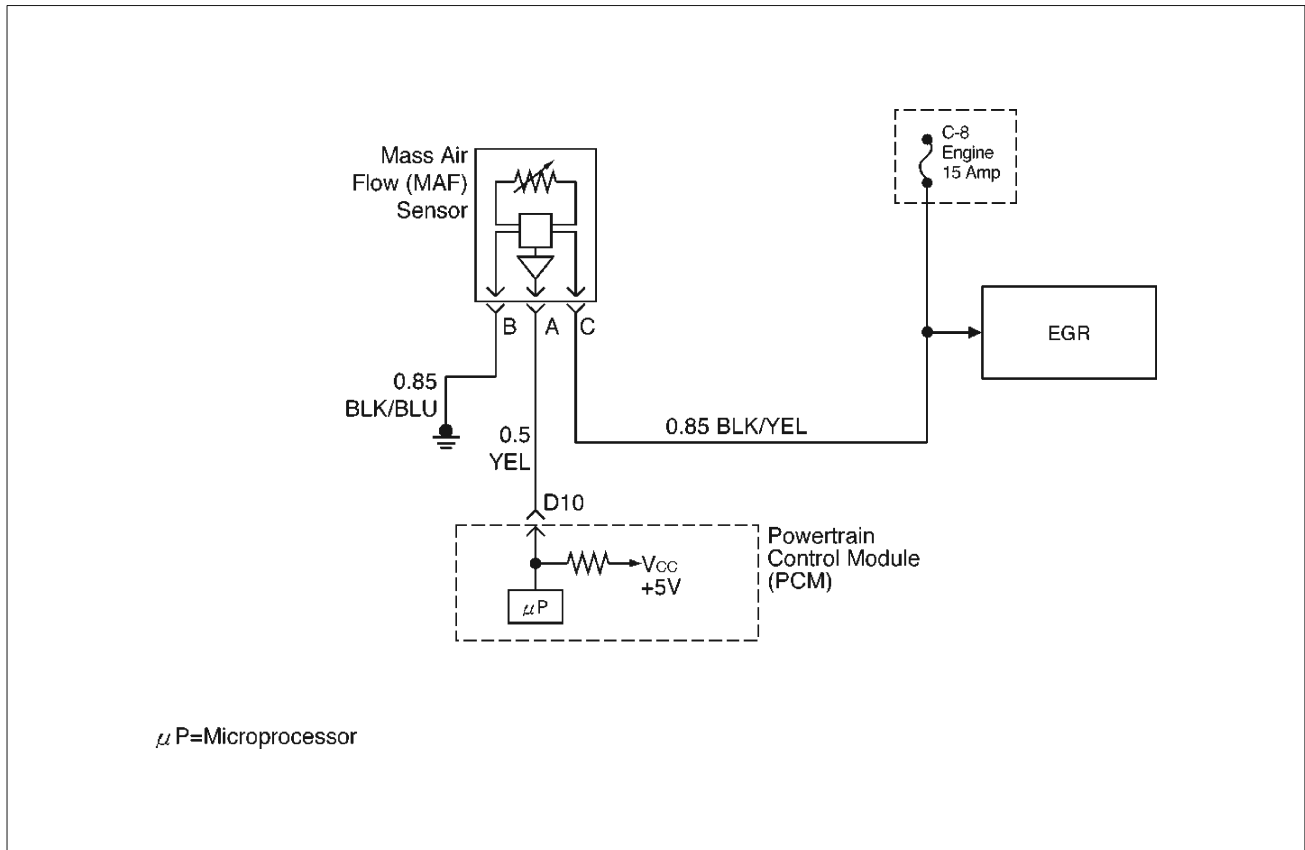 C-8
Engine
15 Amp
Mass Air
Flow (MAF)
Sensor
B
A
C
EGR
0.85
BLK/BLU
0.5
YEL
0.85 BLK/YEL
D10
Powertrain
Control Module
(PCM)
VCC
+5V
μP
μP=Microprocessor